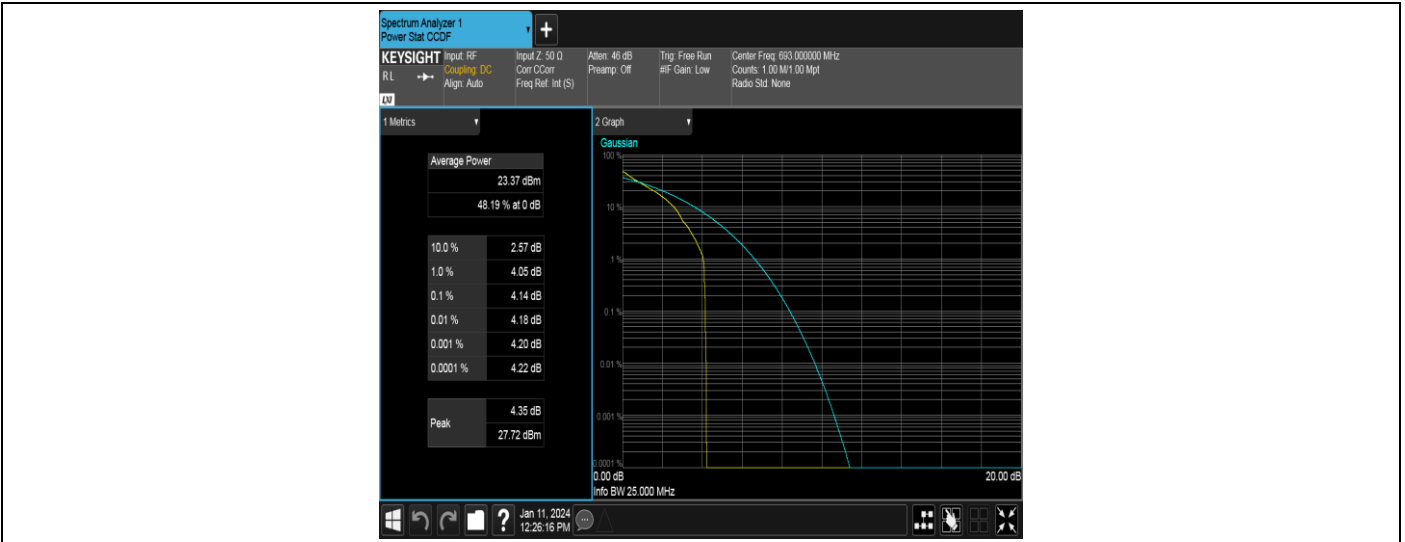 Spectrum Analyzer 1
Power Stat CCDF
+
KEYSIGHT
RL
LXI
Input: RF
Coupling: DC
Align: Auto
Input Z: 50 Ω
Corr CCorr
Freq Ref: Int (S)
Atten: 46 dB
Preamp: Off
Trig: Free Run
#IF Gain: Low
Center Freq: 693.000000 MHz
Counts: 1.00 M/1.00 Mpt
Radio Std: None
1 Metrics
Average Power
23.37 dBm
48.19 % at 0 dB
10.0 % 2.57 dB
1.0 % 4.05 dB
0.1 % 4.14 dB
0.01 % 4.18 dB
0.001 % 4.20 dB
0.0001 % 4.22 dB
Peak
4.35 dB
27.72 dBm
2 Graph
Gaussian
100 %
10 %
1 %
0.1 %
0.01 %
0.001 %
0.0001 %
0.00 dB 20.00 dB
Info BW 25.000 MHz
?
Jan 11, 2024
12:26:16 PM